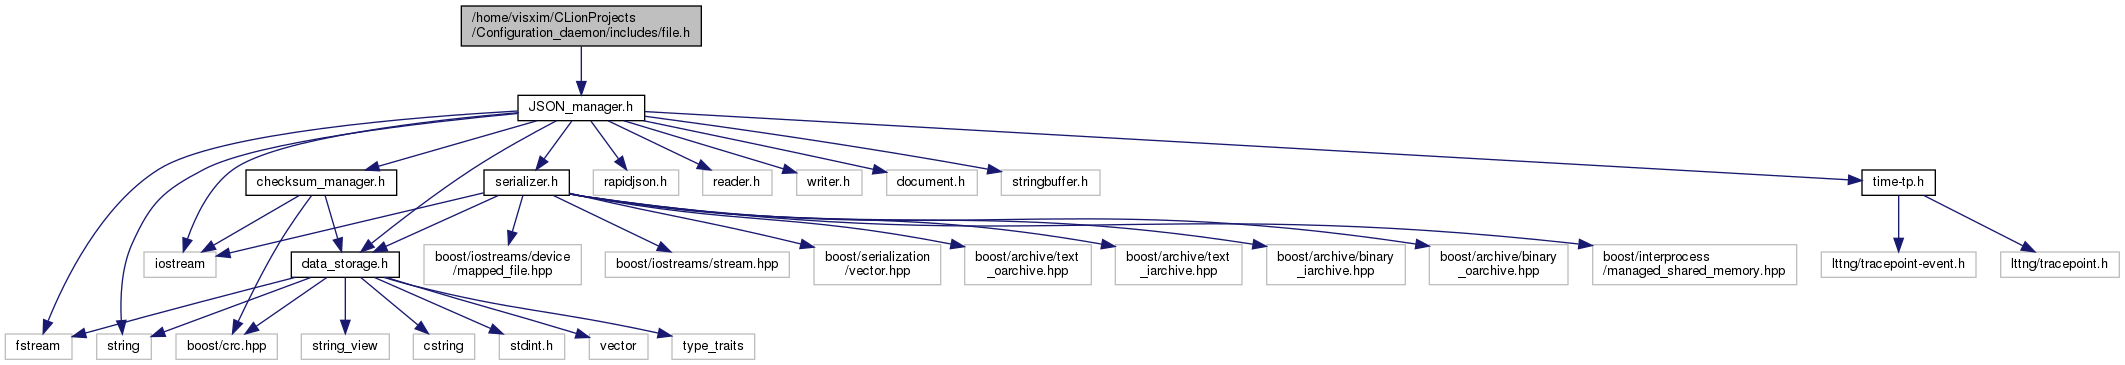 /home/visxim/CLionProjects
/Configuration_daemon/includes/file.h
JSON_manager.h
checksum_manager.h
serializer.h
rapidjson.h
reader.h
writer.h
document.h
stringbuffer.h
time-tp.h
iostream
data_storage.h
boost/iostreams/device
/mapped_file.hpp
boost/iostreams/stream.hpp
boost/serialization
/vector.hpp
boost/archive/text
_oarchive.hpp
boost/archive/text
_iarchive.hpp
boost/archive/binary
_iarchive.hpp
boost/archive/binary
_oarchive.hpp
boost/interprocess
/managed_shared_memory.hpp
lttng/tracepoint-event.h
lttng/tracepoint.h
fstream
string
boost/crc.hpp
string_view
cstring
stdint.h
vector
type_traits